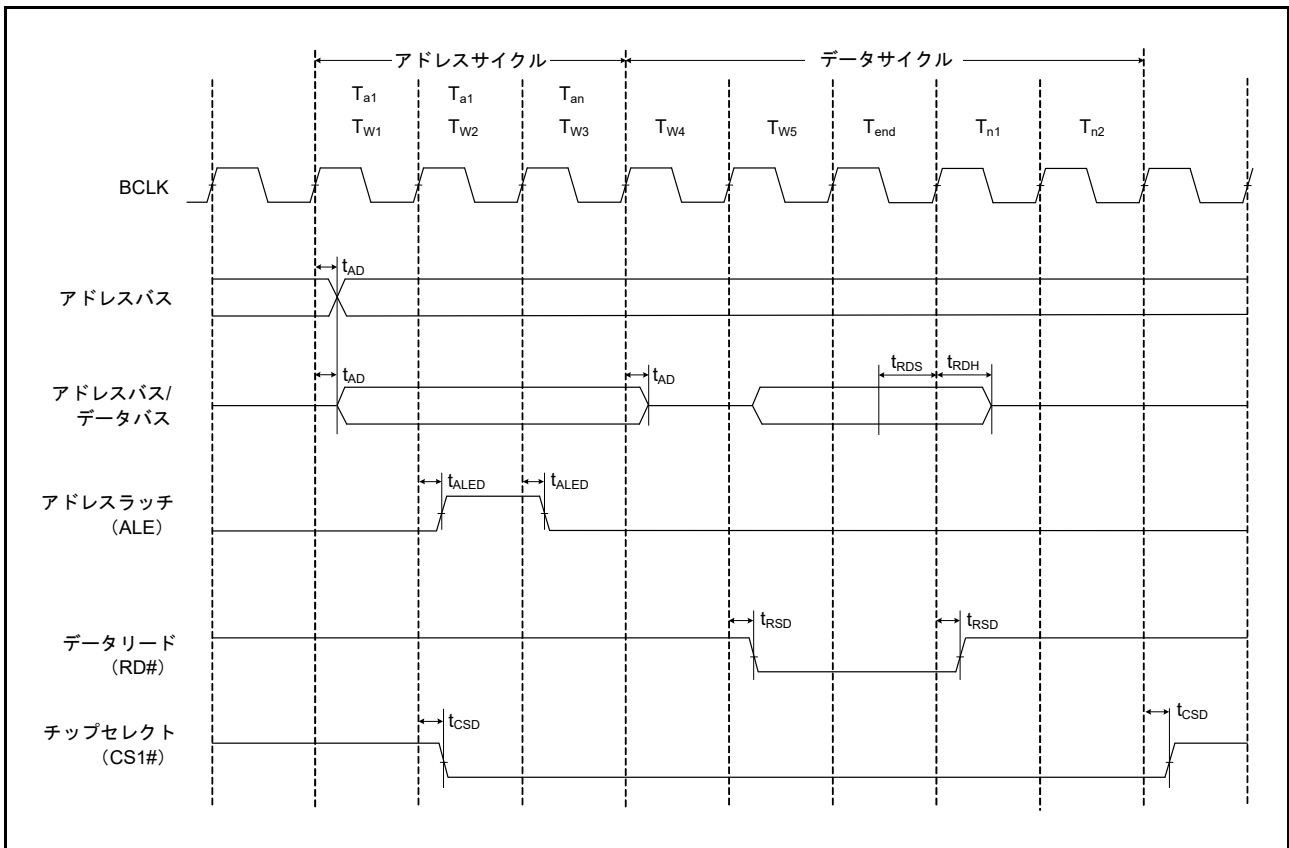 アドレスサイクル データサイクル
Ta1 Ta1 Tan
TW1 TW2 TW3 TW4 TW5 Tend Tn1 Tn2
BCLK
tAD
アドレスバス
tAD tAD tRDS tRDH
アドレスバス/
データバス
tALED tALED
アドレスラッチ
（ALE）
tRSD tRSD
データリード
（RD#）
tCSD tCSD
チップセレクト
（CS1#）